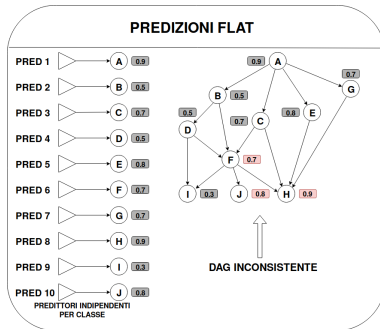 PREDIZIONI FLAT
PRED 1 A 0.9
PRED 2 B 0.5
PRED 3 C 0.7
PRED 4 D 0.5
PRED 5 E 0.8
PRED 6 F 0.7
PRED 7 G 0.7
PRED 8 H 0.9
PRED 9 I 0.3
PRED 10 J 0.8
PREDITTORI INDIPENDENTI
PER CLASSE
0.9 A
0.7
G
B 0.5
0.5
D
0.7 C
0.8 E
F 0.7
I 0.3
J 0.8
H 0.9
DAG INCONSISTENTE